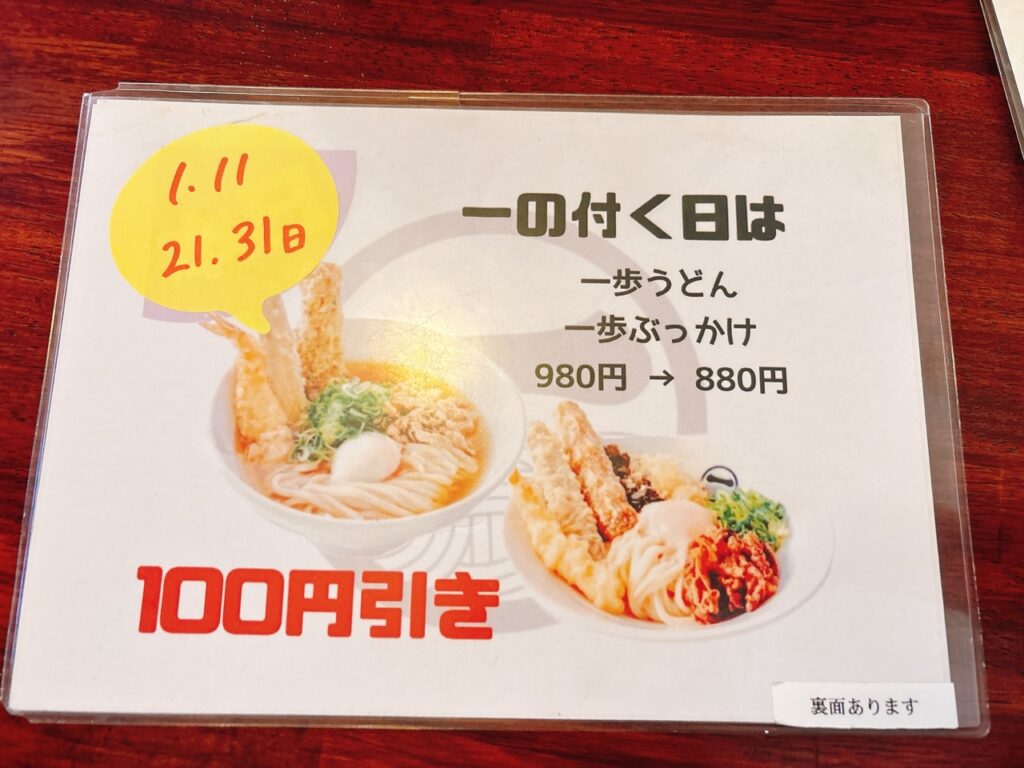 1.11
21.31日
一の付く日は
一歩うどん
一歩ぶっかけ
980円 → 880円
一
100円引き
裏面あります